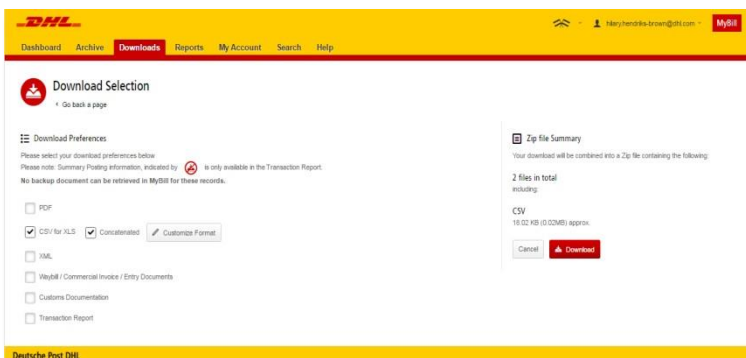 DHL
hilary.hendriks-brown@dhl.com
MyBill
Dashboard Archive Downloads Reports My Account Search Help
Download Selection
Go back a page
Download Preferences
Please select your download preferences below
Please note: Summary Posting information, indicated by is only available in the Transaction Report.
No backup document can be retrieved in MyBill for these records.
PDF
CSV for XLS Concatenated Customize Format
XML
Waybill / Commercial Invoice / Entry Documents
Customs Documentation
Transaction Report
Zip file Summary
Your download will be combined into a Zip file containing the following:
2 files in total
including:
CSV
18.02 KB (0.02MB) approx.
Cancel Download
Deutsche Post DHL